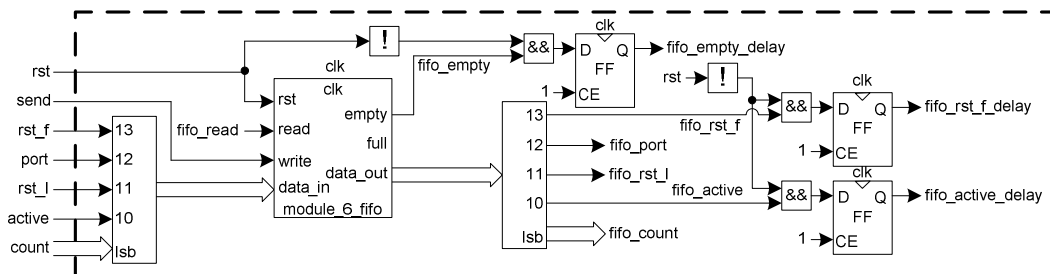 clk
! && D Q fifo_empty_delay
FF
1 CE
rst
clk
fifo_empty
rst !
clk
send
clk
rst
empty
&& D Q fifo_rst_f_delay
FF
1 CE
rst_f 13
fifo_read read
full
13 fifo_rst_f
port 12
write
12 fifo_port
data_out
rst_l 11
data_in
11 fifo_rst_l
clk
active 10
module_6_fifo
10 fifo_active
&& D Q fifo_active_delay
FF
1 CE
count lsb
lsb fifo_count